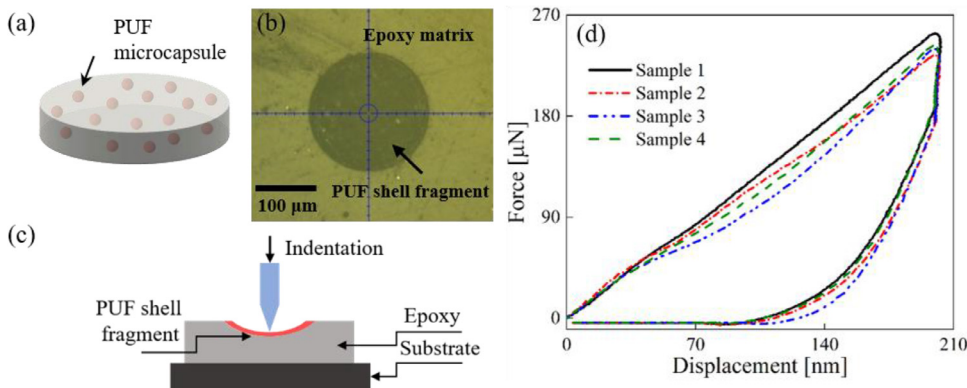 (a)
PUF
microcapsule
(b)
Epoxy matrix
PUF shell fragment
100 μm
(c)
Indentation
PUF shell
fragment
Epoxy
Substrate
(d)
270
180
90
0
Force [μN]
Sample 1
Sample 2
Sample 3
Sample 4
0
70
140
210
Displacement [nm]